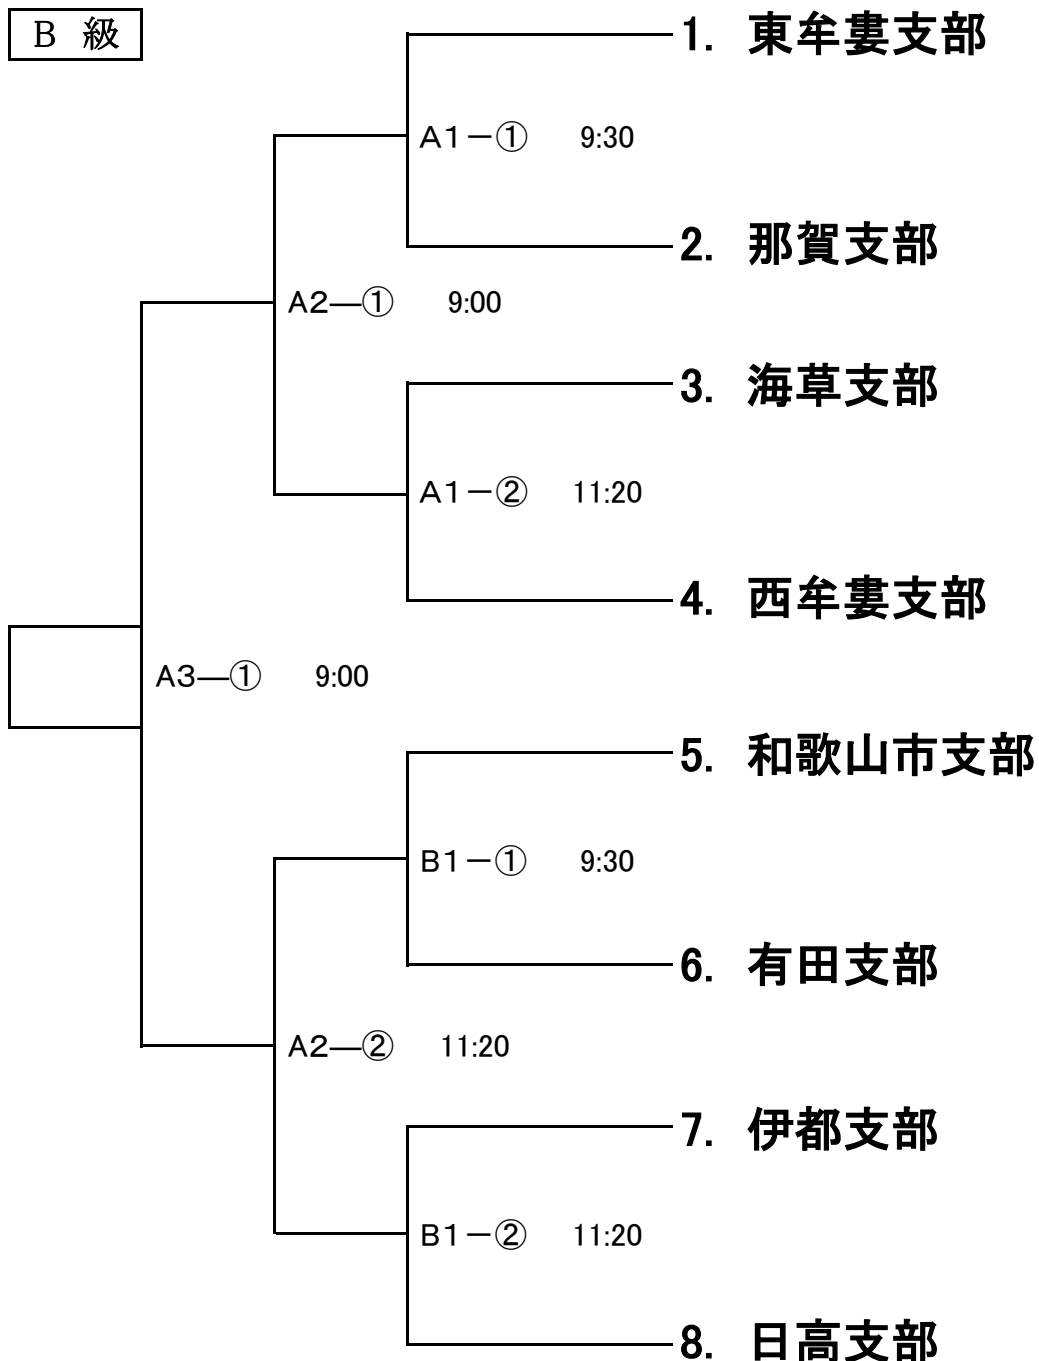 B 級
1. 東牟婁支部
A1－① 9:30
2. 那賀支部
A2―① 9:00
3. 海草支部
A1－② 11:20
4. 西牟婁支部
A3―① 9:00
5. 和歌山市支部
B1－① 9:30
6. 有田支部
A2―② 11:20
7. 伊都支部
B1－② 11:20
8. 日高支部